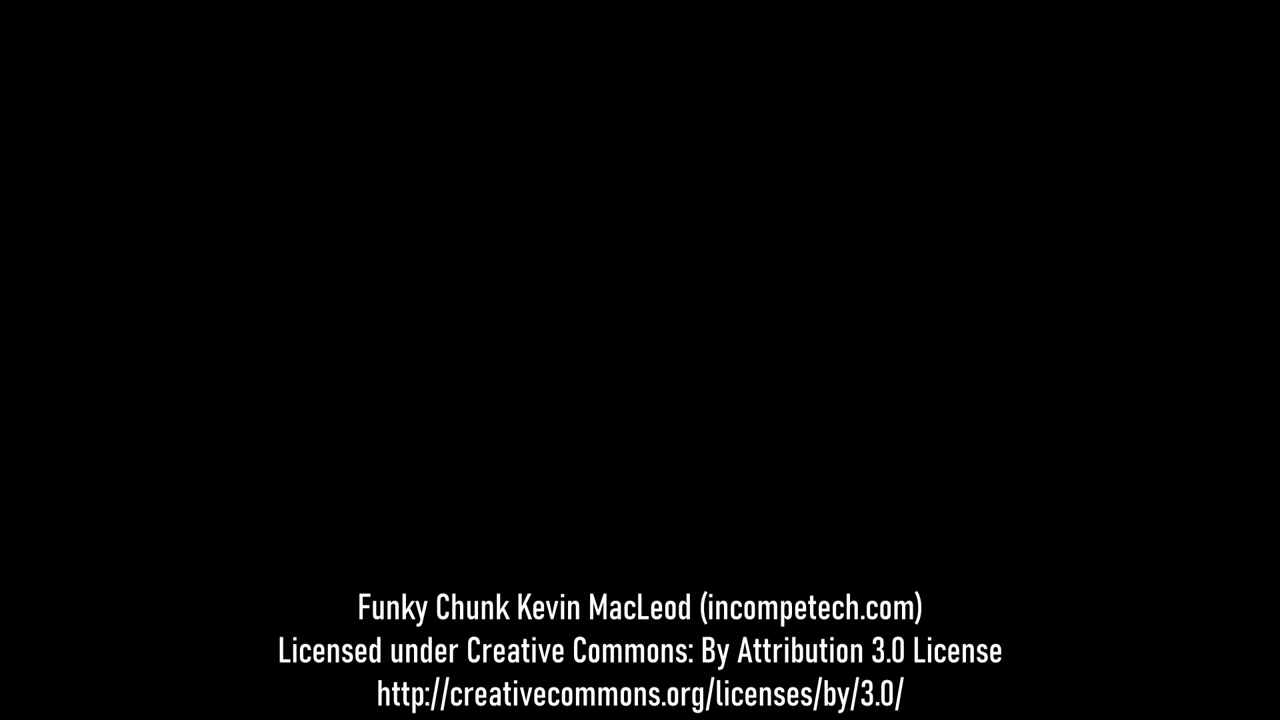 Funky Chunk Kevin MacLeod (incompetech.com)
Licensed under Creative Commons: By Attribution 3.0 License
http://creativecommons.org/licenses/by/3.0/